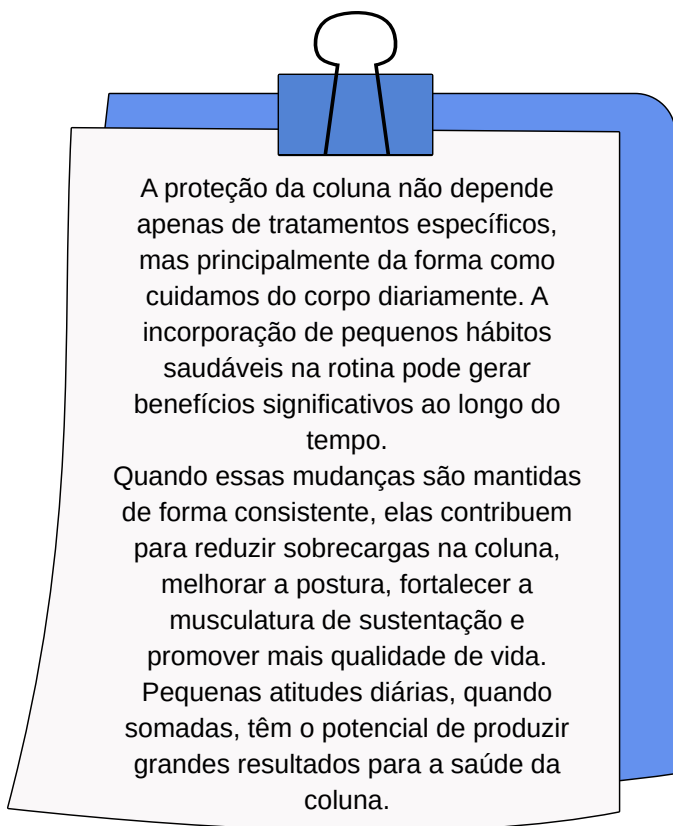 A proteção da coluna não depende
apenas de tratamentos específicos,
mas principalmente da forma como
cuidamos do corpo diariamente. A
incorporação de pequenos hábitos
saudáveis na rotina pode gerar
benefícios significativos ao longo do
tempo.
Quando essas mudanças são mantidas
de forma consistente, elas contribuem
para reduzir sobrecargas na coluna,
melhorar a postura, fortalecer a
musculatura de sustentação e
promover mais qualidade de vida.
Pequenas atitudes diárias, quando
somadas, têm o potencial de produzir
grandes resultados para a saúde da
coluna.